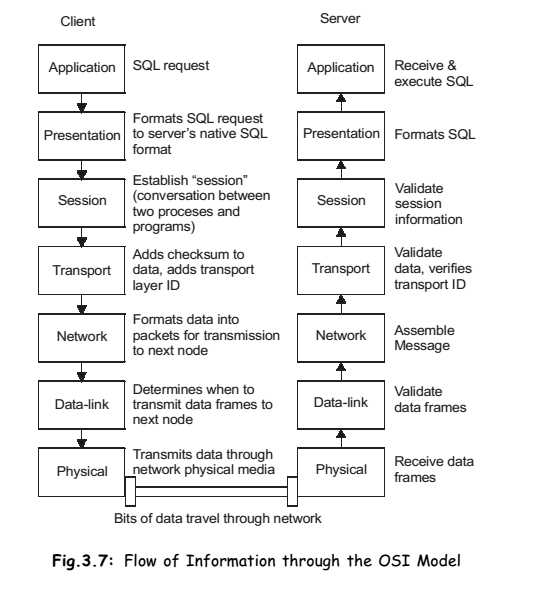 Client
Server
Application
SQL request
Application
Receive &
execute SQL
Presentation
Formats SQL request
to server's native SQL
format
Presentation
Formats SQL
Session
Establish “session”
(conversation between
two proceses and
programs)
Session
Validate
session
information
Transport
Adds checksum to
data, adds transport
layer ID
Transport
Validate
data, verifies
transport ID
Network
Formats data into
packets for transmission
to next node
Network
Assemble
Message
Data-link
Determines when to
transmit data frames to
next node
Data-link
Validate
data frames
Physical
Transmits data through
network physical media
Physical
Receive data
frames
Bits of data travel through network
Fig.3.7: Flow of Information through the OSI Model